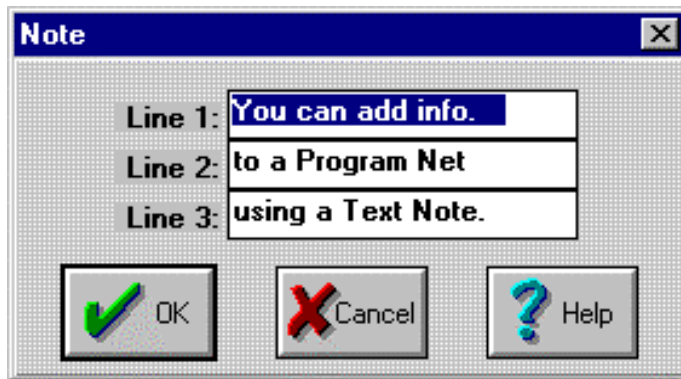 Note
Line 1: You can add info.
Line 2: to a Program Net
Line 3: using a Text Note.
OK Cancel Help